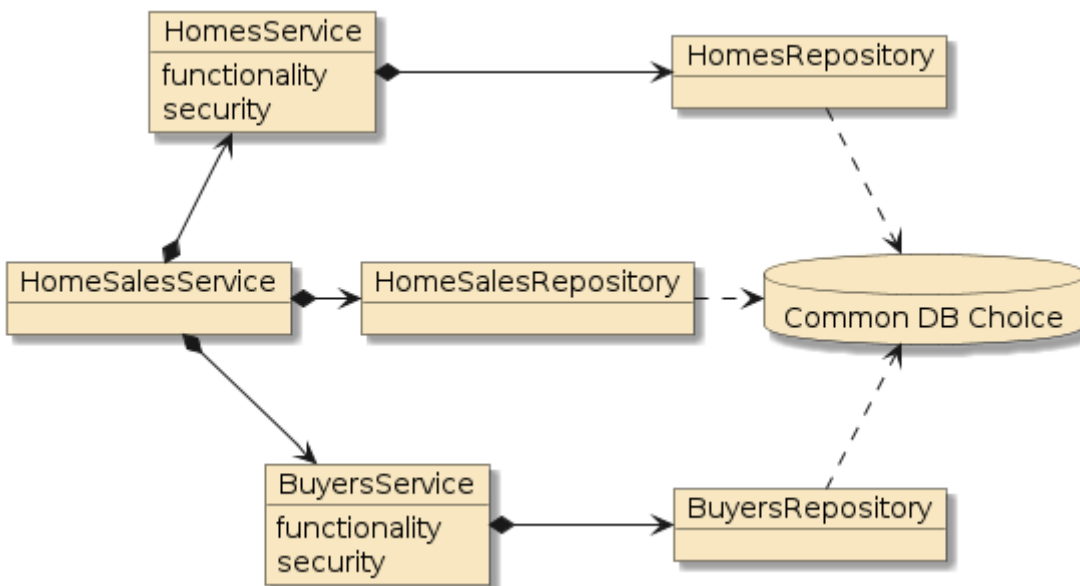 HomesService
functionality
security
HomesRepository
HomeSalesService
HomeSalesRepository
Common DB Choice
BuyersService
functionality
security
BuyersRepository